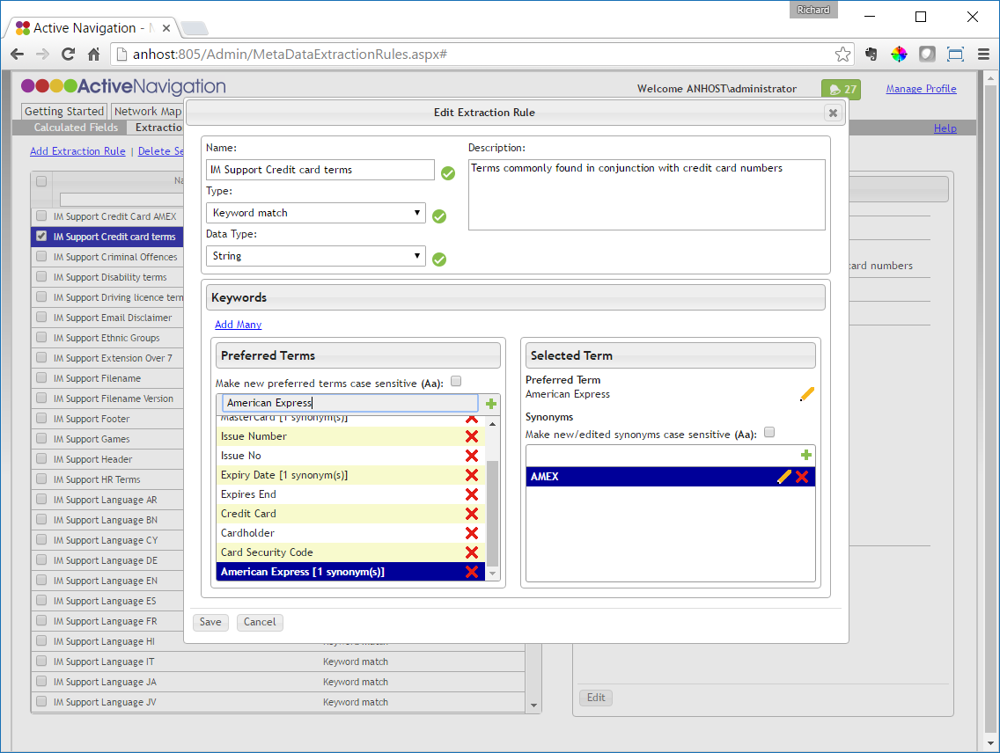 Richard
Active Navigation - N
anhost:805/Admin/MetaDataExtractionRules.aspx#
ActiveNavigation
Welcome ANHOST\administrator
27
Manage Profile
Getting Started
Network Map
Calculated Fields
Extractio
Help
Add Extraction Rule | Delete Se
Na
IM Support Credit Card AMEX
IM Support Credit card terms
IM Support Criminal Offences
IM Support Disability terms
IM Support Driving licence term
IM Support Email Disclaimer
IM Support Ethnic Groups
IM Support Extension Over 7
IM Support Filename
IM Support Filename Version
IM Support Footer
IM Support Games
IM Support Header
IM Support HR Terms
IM Support Language AR
IM Support Language BN
IM Support Language CY
IM Support Language DE
IM Support Language EN
IM Support Language ES
IM Support Language FR
IM Support Language HI Keyword match
IM Support Language IT Keyword match
IM Support Language JA Keyword match
IM Support Language JV Keyword match
Edit Extraction Rule
Name:
IM Support Credit card terms
Type:
Keyword match
Data Type:
String
Description:
Terms commonly found in conjunction with credit card numbers
Keywords
Add Many
Preferred Terms
Make new preferred terms case sensitive (Aa):
American Express
MasterCard [1 synonym(s)]
Issue Number
Issue No
Expiry Date [1 synonym(s)]
Expires End
Credit Card
Cardholder
Card Security Code
American Express [1 synonym(s)]
Selected Term
Preferred Term
American Express
Synonyms
Make new/edited synonyms case sensitive (Aa):
AMEX
Save
Cancel
card numbers
Edit